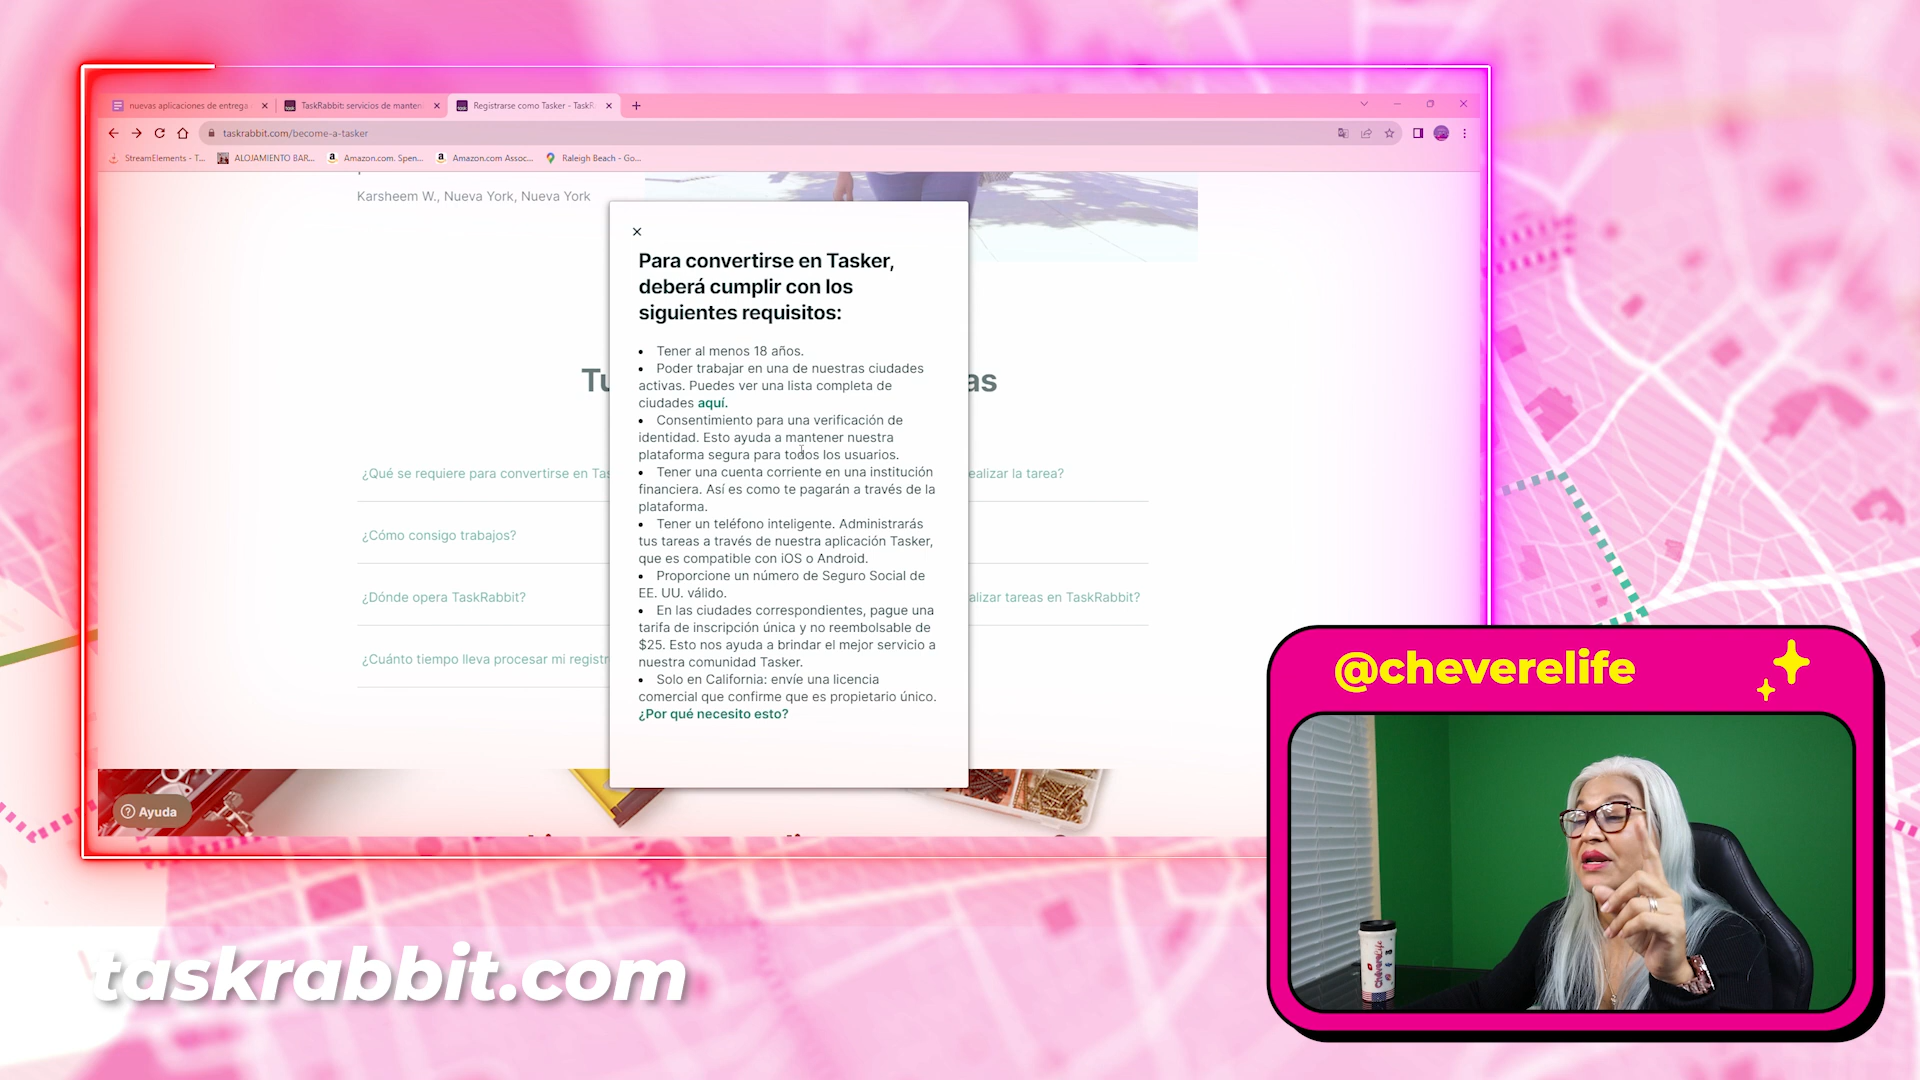 nuevas aplicaciones de entrega
TaskRabbit: servicios de manten
Registrarse como Tasker - TaskR
taskrabbit.com/become-a-tasker
StreamElements - T...
ALOJAMIENTO BAR...
Amazon.com. Spen...
Amazon.com Assoc...
Raleigh Beach - Go...
Karsheem W., Nueva York, Nueva York
Para convertirse en Tasker,
deberá cumplir con los
siguientes requisitos:
• Tener al menos 18 años.
• Poder trabajar en una de nuestras ciudades
activas. Puedes ver una lista completa de
ciudades aquí.
• Consentimiento para una verificación de
identidad. Esto ayuda a mantener nuestra
plataforma segura para todos los usuarios.
• Tener una cuenta corriente en una institución
financiera. Así es como te pagarán a través de la
plataforma.
• Tener un teléfono inteligente. Administrarás
tus tareas a través de nuestra aplicación Tasker,
que es compatible con iOS o Android.
• Proporcione un número de Seguro Social de
EE. UU. válido.
• En las ciudades correspondientes, pague una
tarifa de inscripción única y no reembolsable de
$25. Esto nos ayuda a brindar el mejor servicio a
nuestra comunidad Tasker.
• Solo en California: envíe una licencia
comercial que confirme que es propietario único.
¿Por qué necesito esto?
Tu
as
¿Qué se requiere para convertirse en Tas
ealizar la tarea?
¿Cómo consigo trabajos?
¿Dónde opera TaskRabbit?
alizar tareas en TaskRabbit?
¿Cuánto tiempo lleva procesar mi registr
Ayuda
@cheverelife
CheverеLife
taskrabbit.com